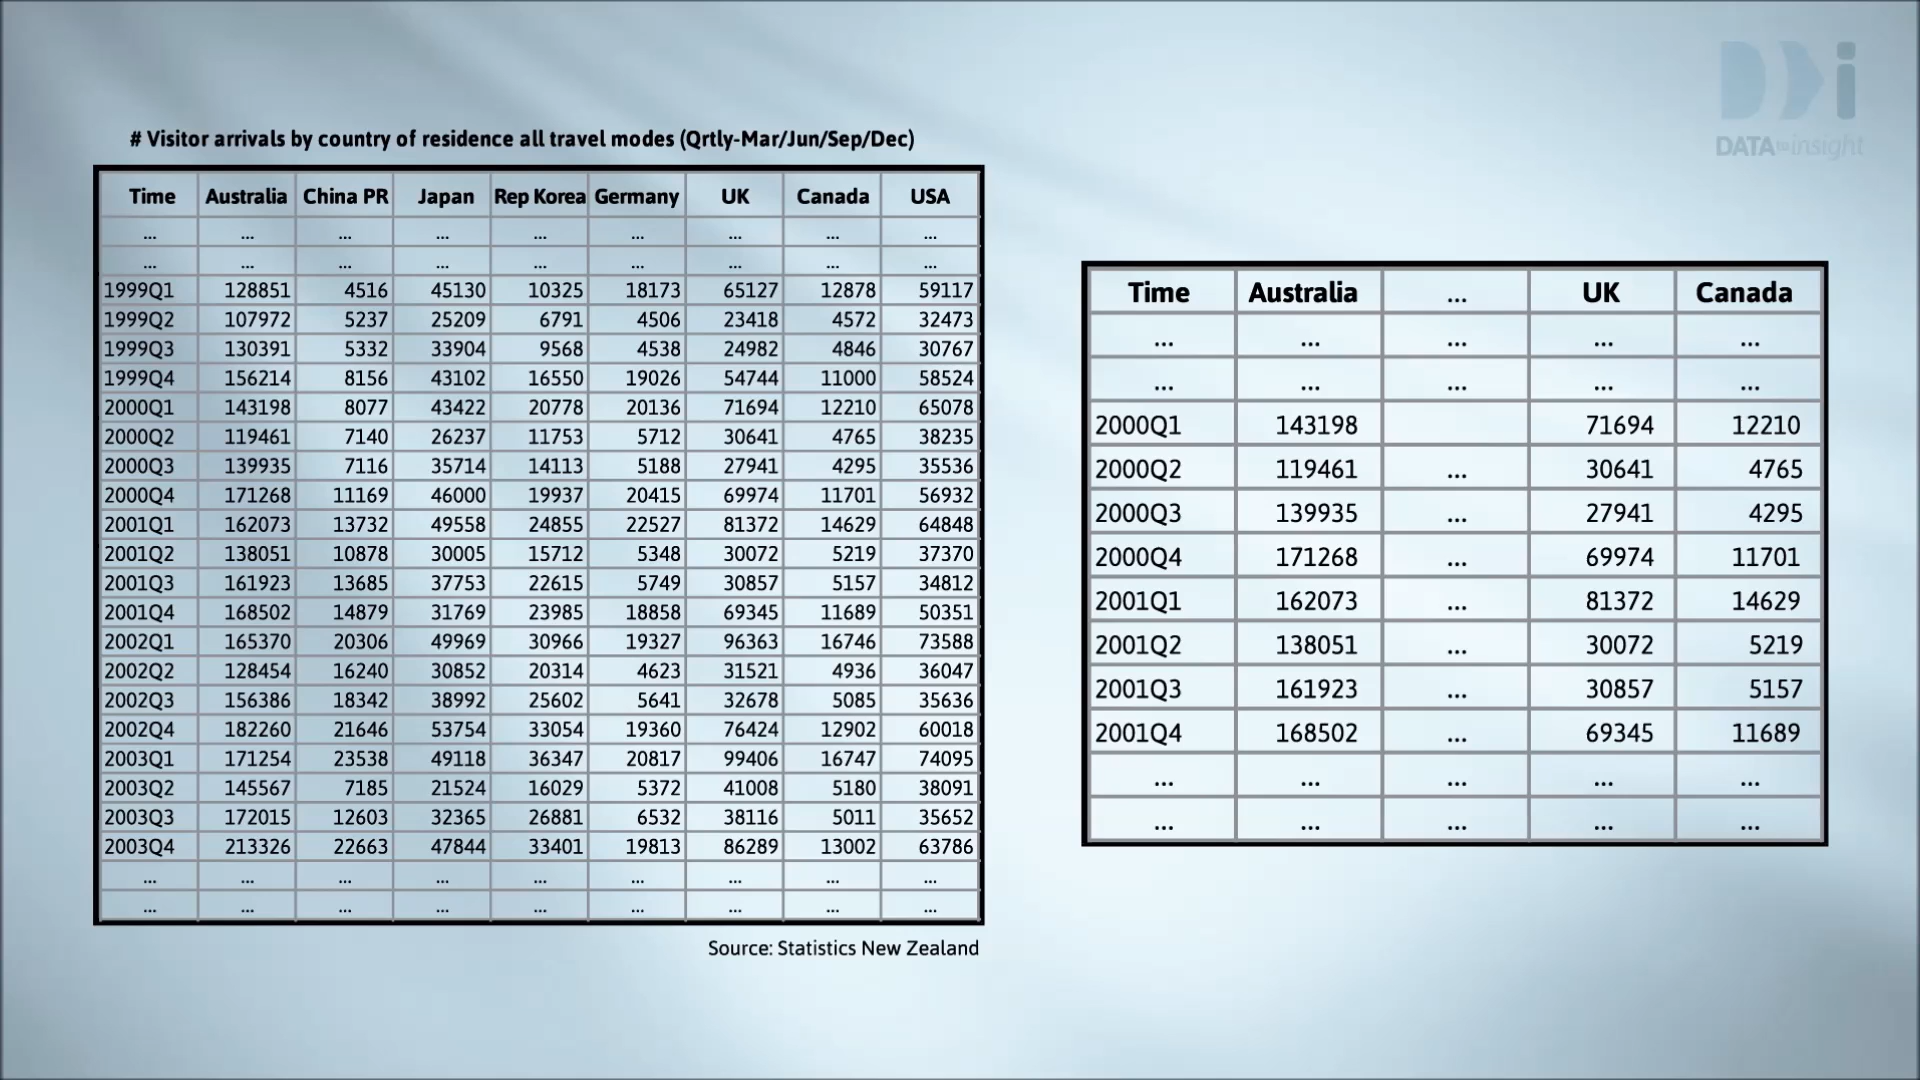 DATA to insight
# Visitor arrivals by country of residence all travel modes (Qrtly-Mar/Jun/Sep/Dec)
Time Australia China PR Japan Rep Korea Germany UK Canada USA
... ... ... ... ... ... ... ... ...
... ... ... ... ... ... ... ... ...
1999Q1 128851 4516 45130 10325 18173 65127 12878 59117
1999Q2 107972 5237 25209 6791 4506 23418 4572 32473
1999Q3 130391 5332 33904 9568 4538 24982 4846 30767
1999Q4 156214 8156 43102 16550 19026 54744 11000 58524
2000Q1 143198 8077 43422 20778 20136 71694 12210 65078
2000Q2 119461 7140 26237 11753 5712 30641 4765 38235
2000Q3 139935 7116 35714 14113 5188 27941 4295 35536
2000Q4 171268 11169 46000 19937 20415 69974 11701 56932
2001Q1 162073 13732 49558 24855 22527 81372 14629 64848
2001Q2 138051 10878 30005 15712 5348 30072 5219 37370
2001Q3 161923 13685 37753 22615 5749 30857 5157 34812
2001Q4 168502 14879 31769 23985 18858 69345 11689 50351
2002Q1 165370 20306 49969 30966 19327 96363 16746 73588
2002Q2 128454 16240 30852 20314 4623 31521 4936 36047
2002Q3 156386 18342 38992 25602 5641 32678 5085 35636
2002Q4 182260 21646 53754 33054 19360 76424 12902 60018
2003Q1 171254 23538 49118 36347 20817 99406 16747 74095
2003Q2 145567 7185 21524 16029 5372 41008 5180 38091
2003Q3 172015 12603 32365 26881 6532 38116 5011 35652
2003Q4 213326 22663 47844 33401 19813 86289 13002 63786
... ... ... ... ... ... ... ... ...
... ... ... ... ... ... ... ... ...
Source: Statistics New Zealand
Time Australia ... UK Canada
... ... ... ... ...
... ... ... ... ...
2000Q1 143198 71694 12210
2000Q2 119461 ... 30641 4765
2000Q3 139935 ... 27941 4295
2000Q4 171268 ... 69974 11701
2001Q1 162073 ... 81372 14629
2001Q2 138051 ... 30072 5219
2001Q3 161923 ... 30857 5157
2001Q4 168502 ... 69345 11689
... ... ... ... ...
... ... ... ... ...